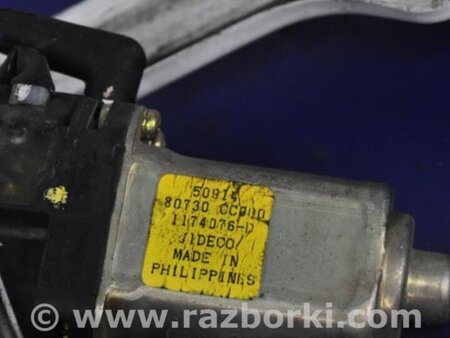 50914
80730 CC000
1174076-D
JIDECO
MADE IN
PHILIPPINES
www.razborki.com